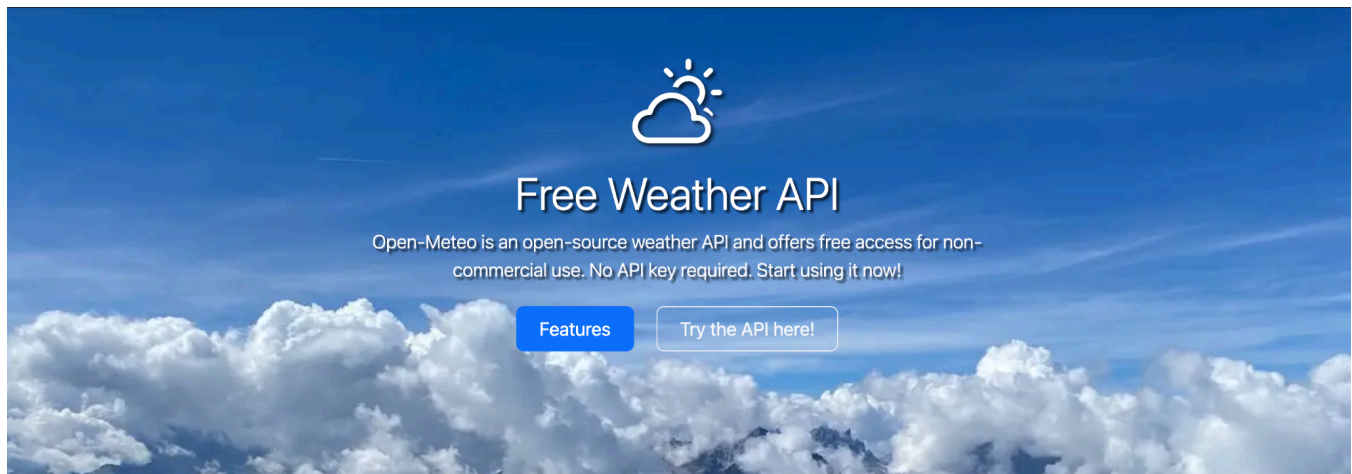 Free Weather API
Open-Meteo is an open-source weather API and offers free access for non-
commercial use. No API key required. Start using it now!
Features
Try the API here!